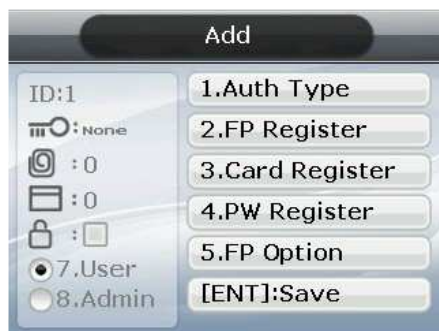 Add
ID:1
:None
:0
:0
:
7.User
8.Admin
1.Auth Type
2.FP Register
3.Card Register
4.PW Register
5.FP Option
[ENT]:Save